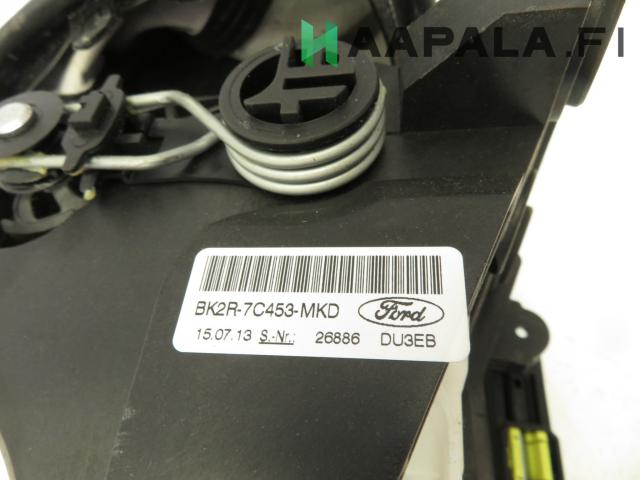 HAAPALA.FI
BK2R-7C453-MKD Ford
15.07.13 S.-Nr.: 26886 DU3EB